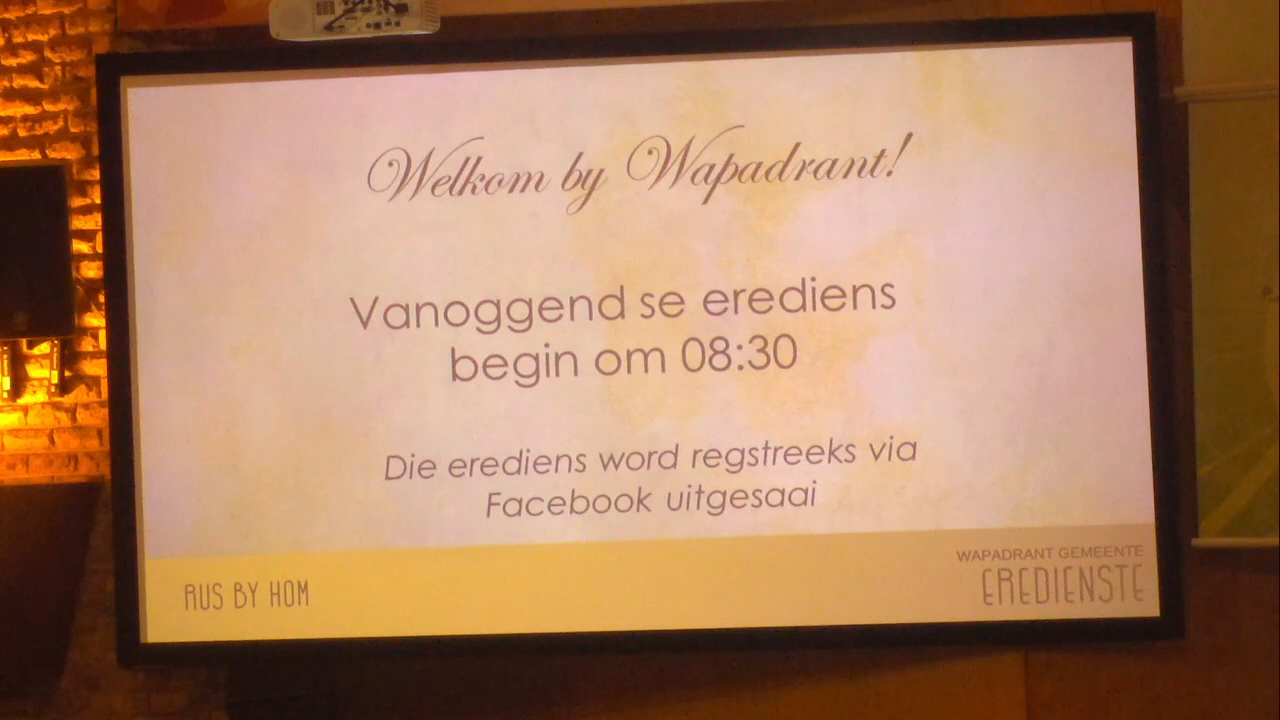 Welkom by Wapadrant!
Vanoggend se erediens
begin om 08:30
Die erediens word regstreeks via
Facebook uitgesaai
RUS BY HOM
WAPADRANT GEMEENTE
EREDIENSTE